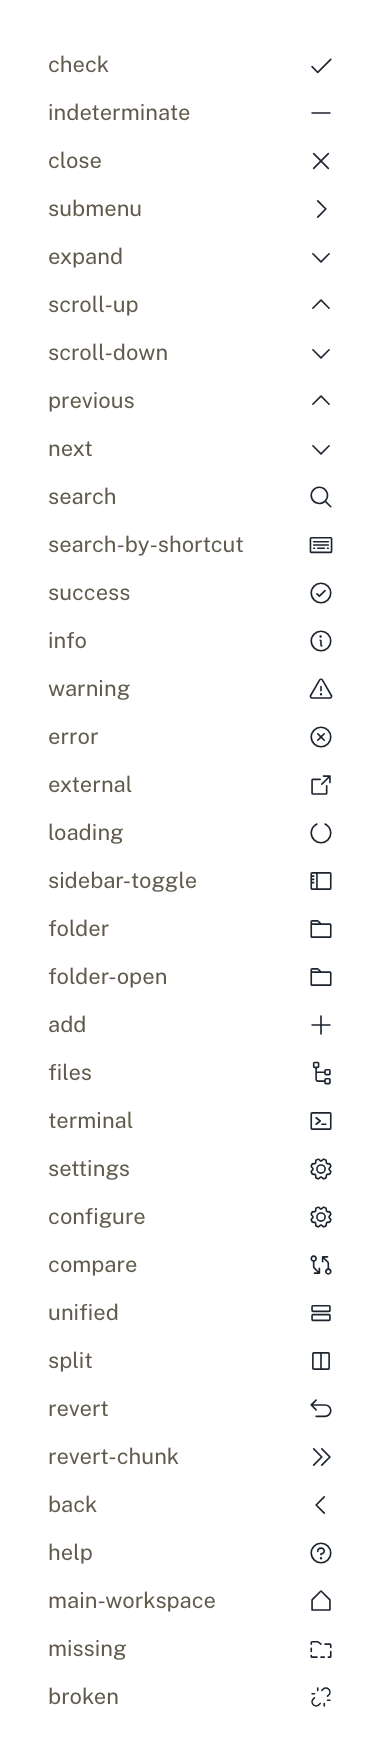 check
indeterminate
close
submenu
expand
scroll-up
scroll-down
previous
next
search
search-by-shortcut
success
info
warning
error
external
loading
sidebar-toggle
folder
folder-open
add
files
terminal
settings
configure
compare
unified
split
revert
revert-chunk
back
help
main-workspace
missing
broken